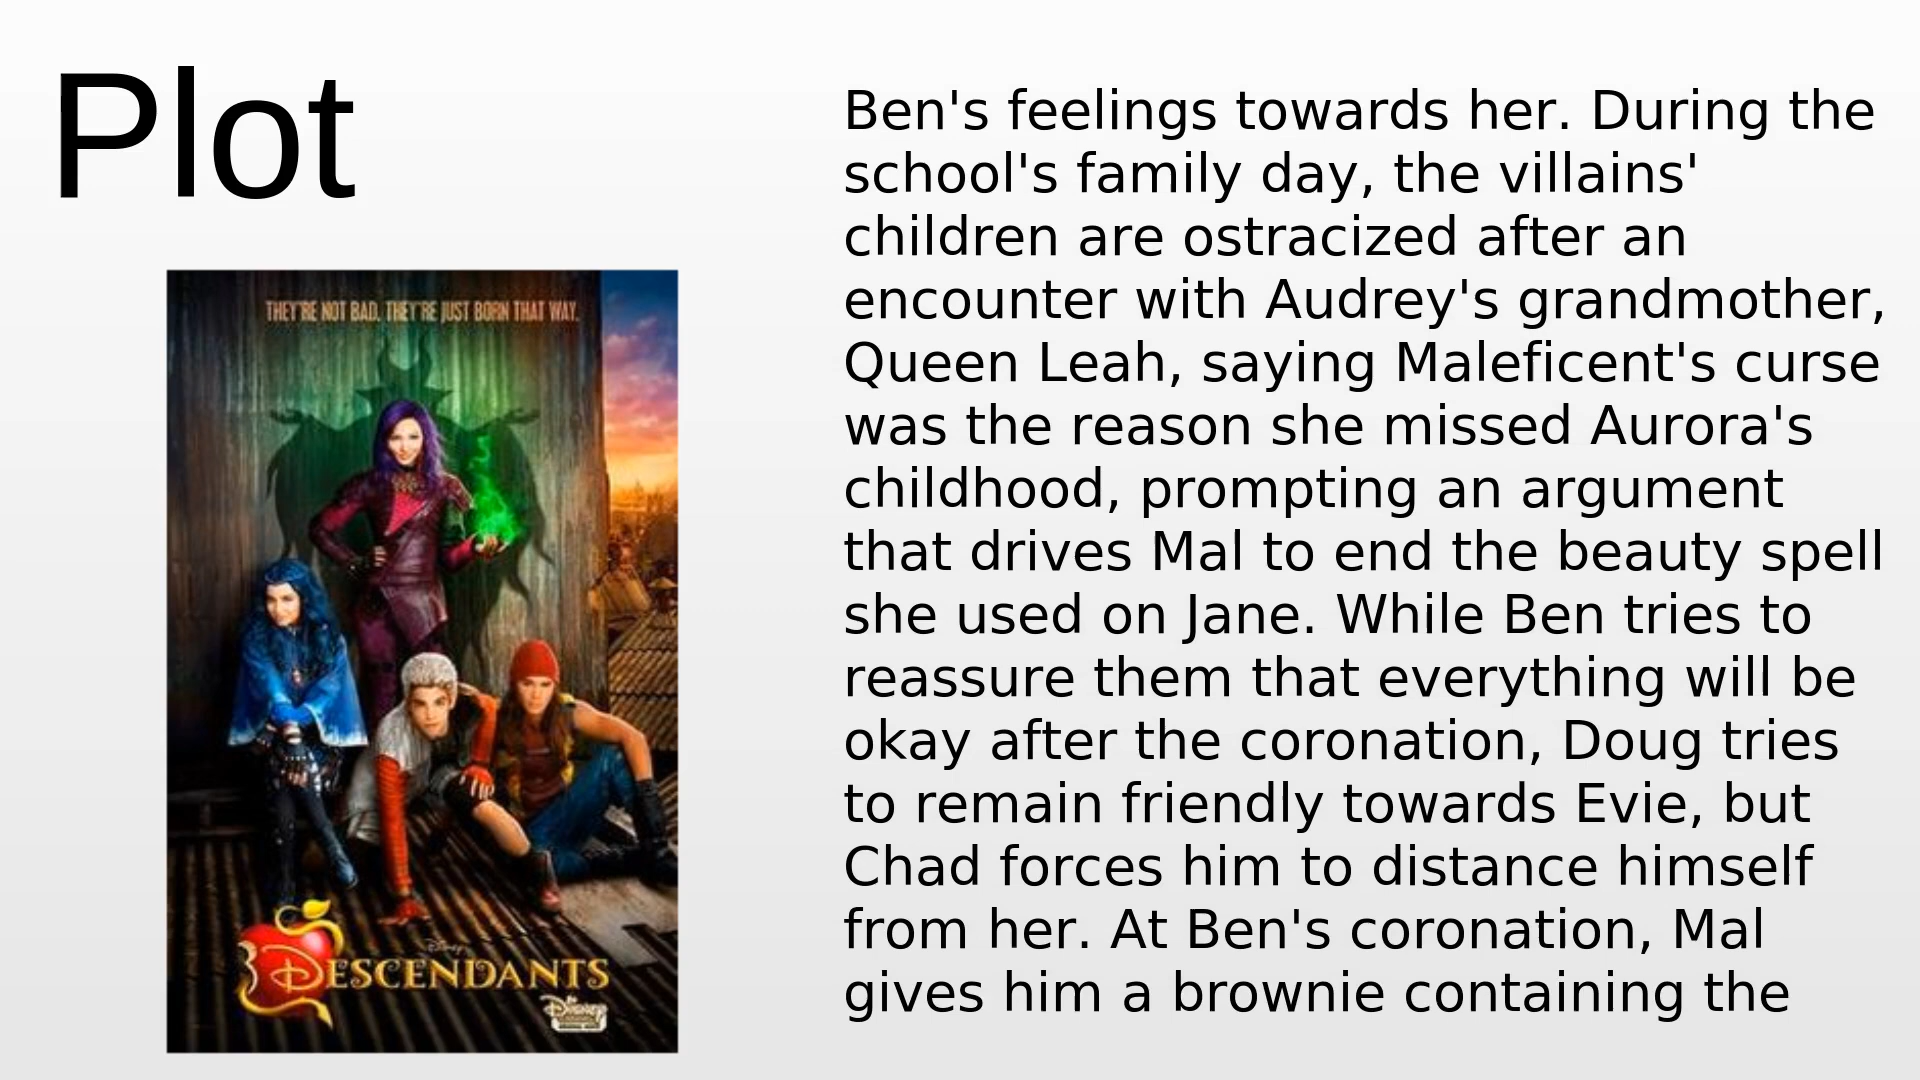 Plot
THEY'RE NOT BAD, THEY'RE JUST BORN THAT WAY.
Disney
DESCENDANTS
Disney
Ben's feelings towards her. During the
school's family day, the villains'
children are ostracized after an
encounter with Audrey's grandmother,
Queen Leah, saying Maleficent's curse
was the reason she missed Aurora's
childhood, prompting an argument
that drives Mal to end the beauty spell
she used on Jane. While Ben tries to
reassure them that everything will be
okay after the coronation, Doug tries
to remain friendly towards Evie, but
Chad forces him to distance himself
from her. At Ben's coronation, Mal
gives him a brownie containing the